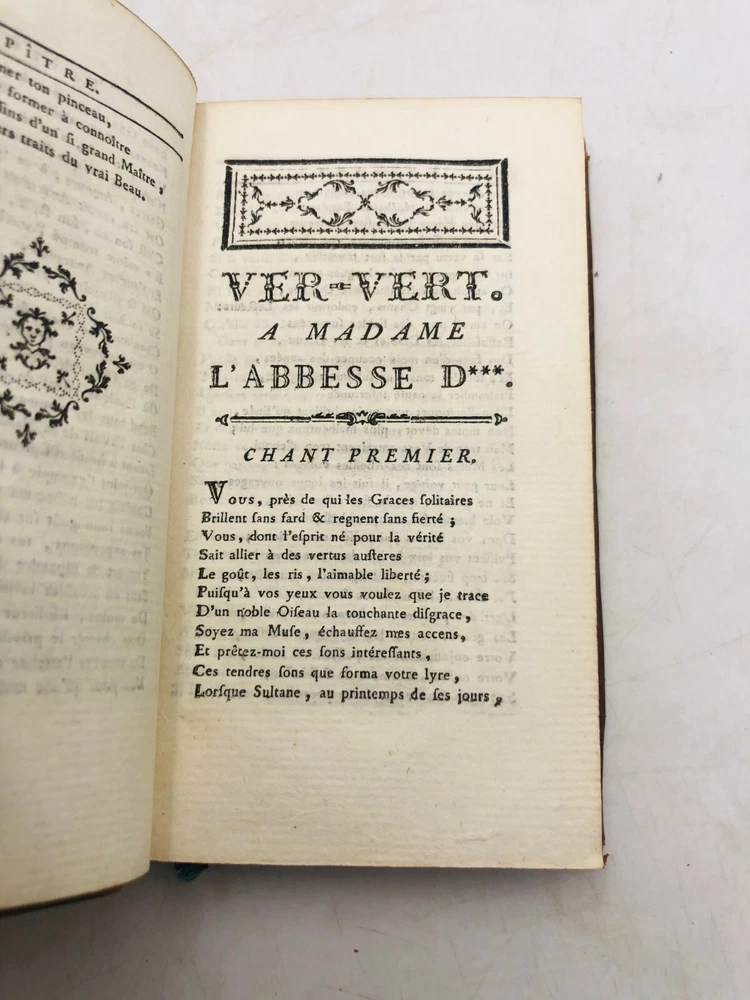 PÎTRE.
ner ton pinceau,
former à connoître
ſins d'un ſi grand Maître,
ers traits du vrai Beau.
VER-VERT.
A MADAME
L'ABBESSE D***.
CHANT PREMIER.
Vous, près de qui les Graces ſolitaires
Brillent ſans fard & regnent ſans fierté ;
Vous, dont l'eſprit né pour la vérité
Sait allier à des vertus auſteres
Le goût, les ris, l'aimable liberté ;
Puiſqu'à vos yeux vous voulez que je trace
D'un noble Oiſeau la touchante diſgrace,
Soyez ma Muſe, échauffez mes accens,
Et prêtez-moi ces ſons intéreſſants,
Ces tendres ſons que forma votre lyre,
Lorſque Sultane, au printemps de ſes jours,